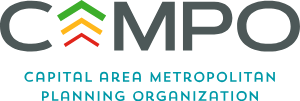 CAMPO
CAPITAL AREA METROPOLITAN
PLANNING ORGANIZATION